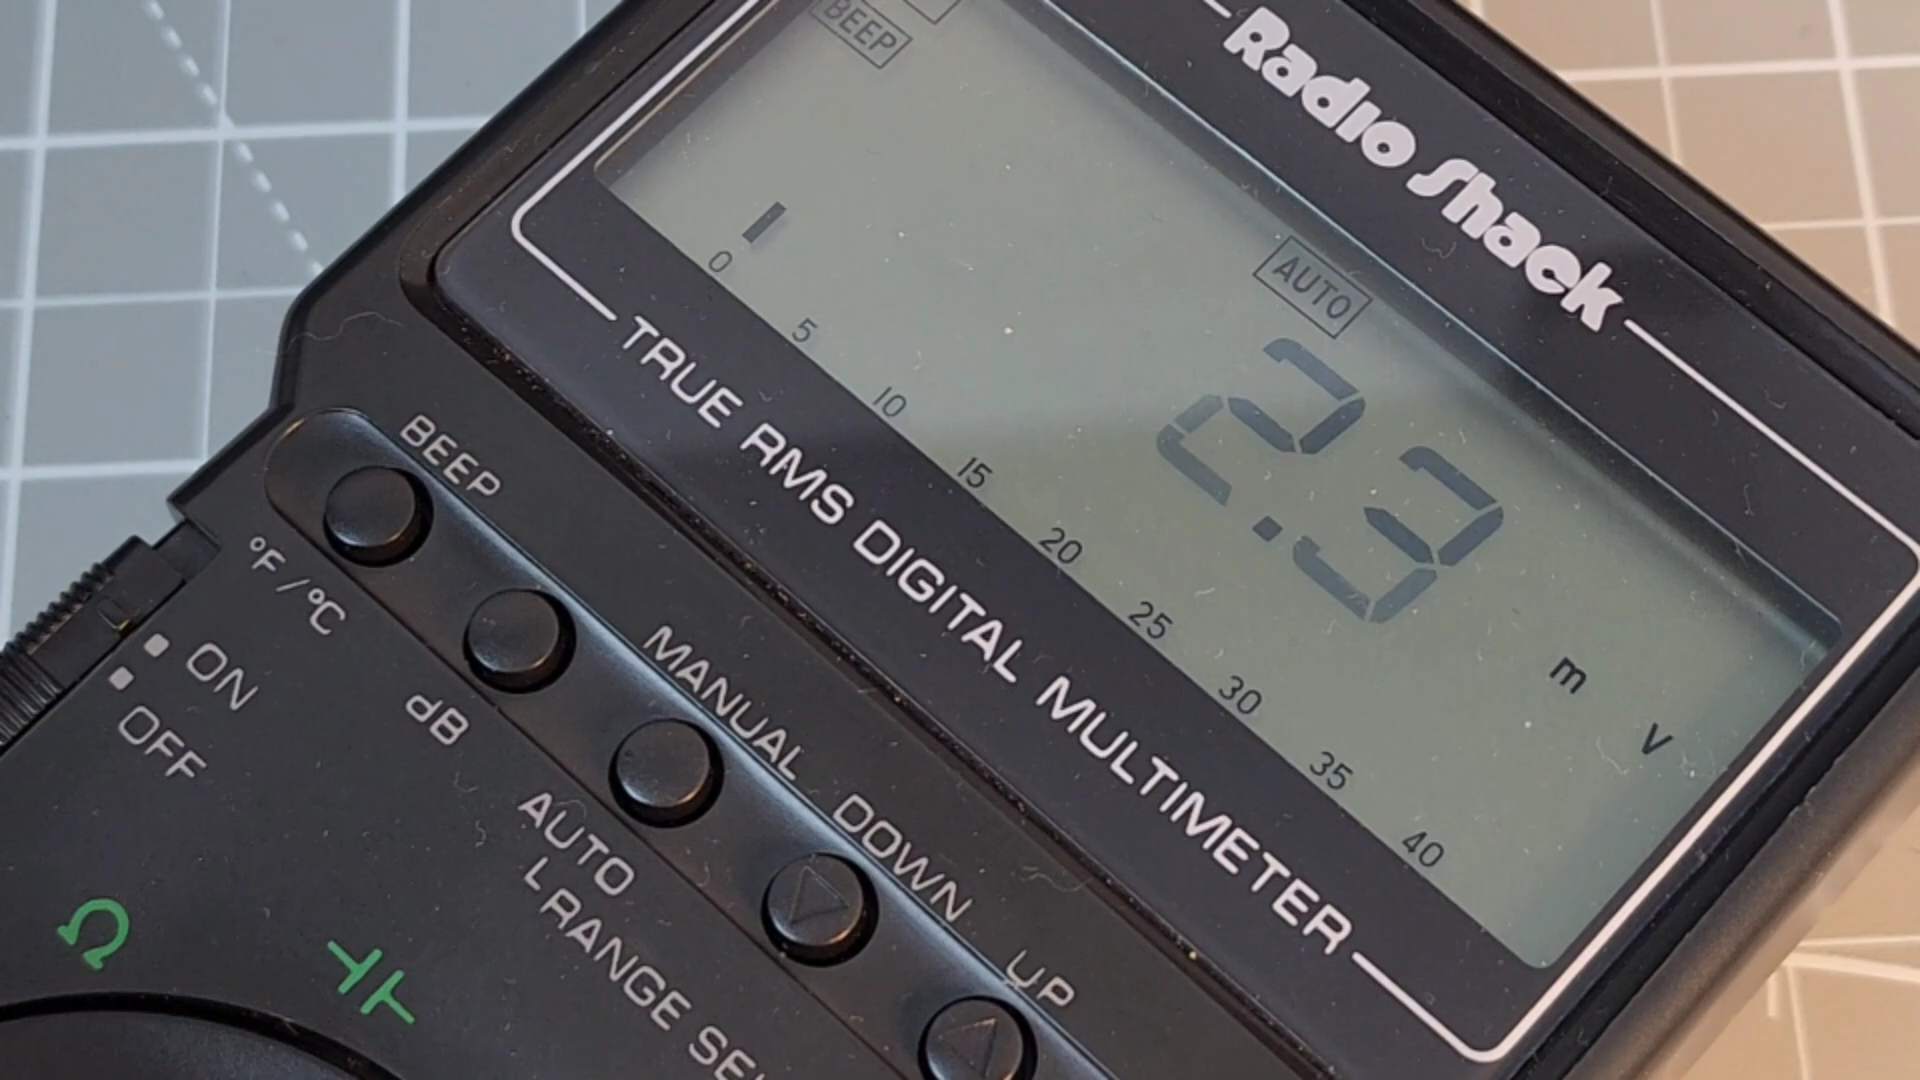 Radio Shack
BEEP
AUTO
2.3
m V
0 5 10 15 20 25 30 35 40
TRUE RMS DIGITAL MULTIMETER
BEEP
°F/°C
MANUAL
dB
DOWN
AUTO
UP
RANGE
ON
OFF
Ω